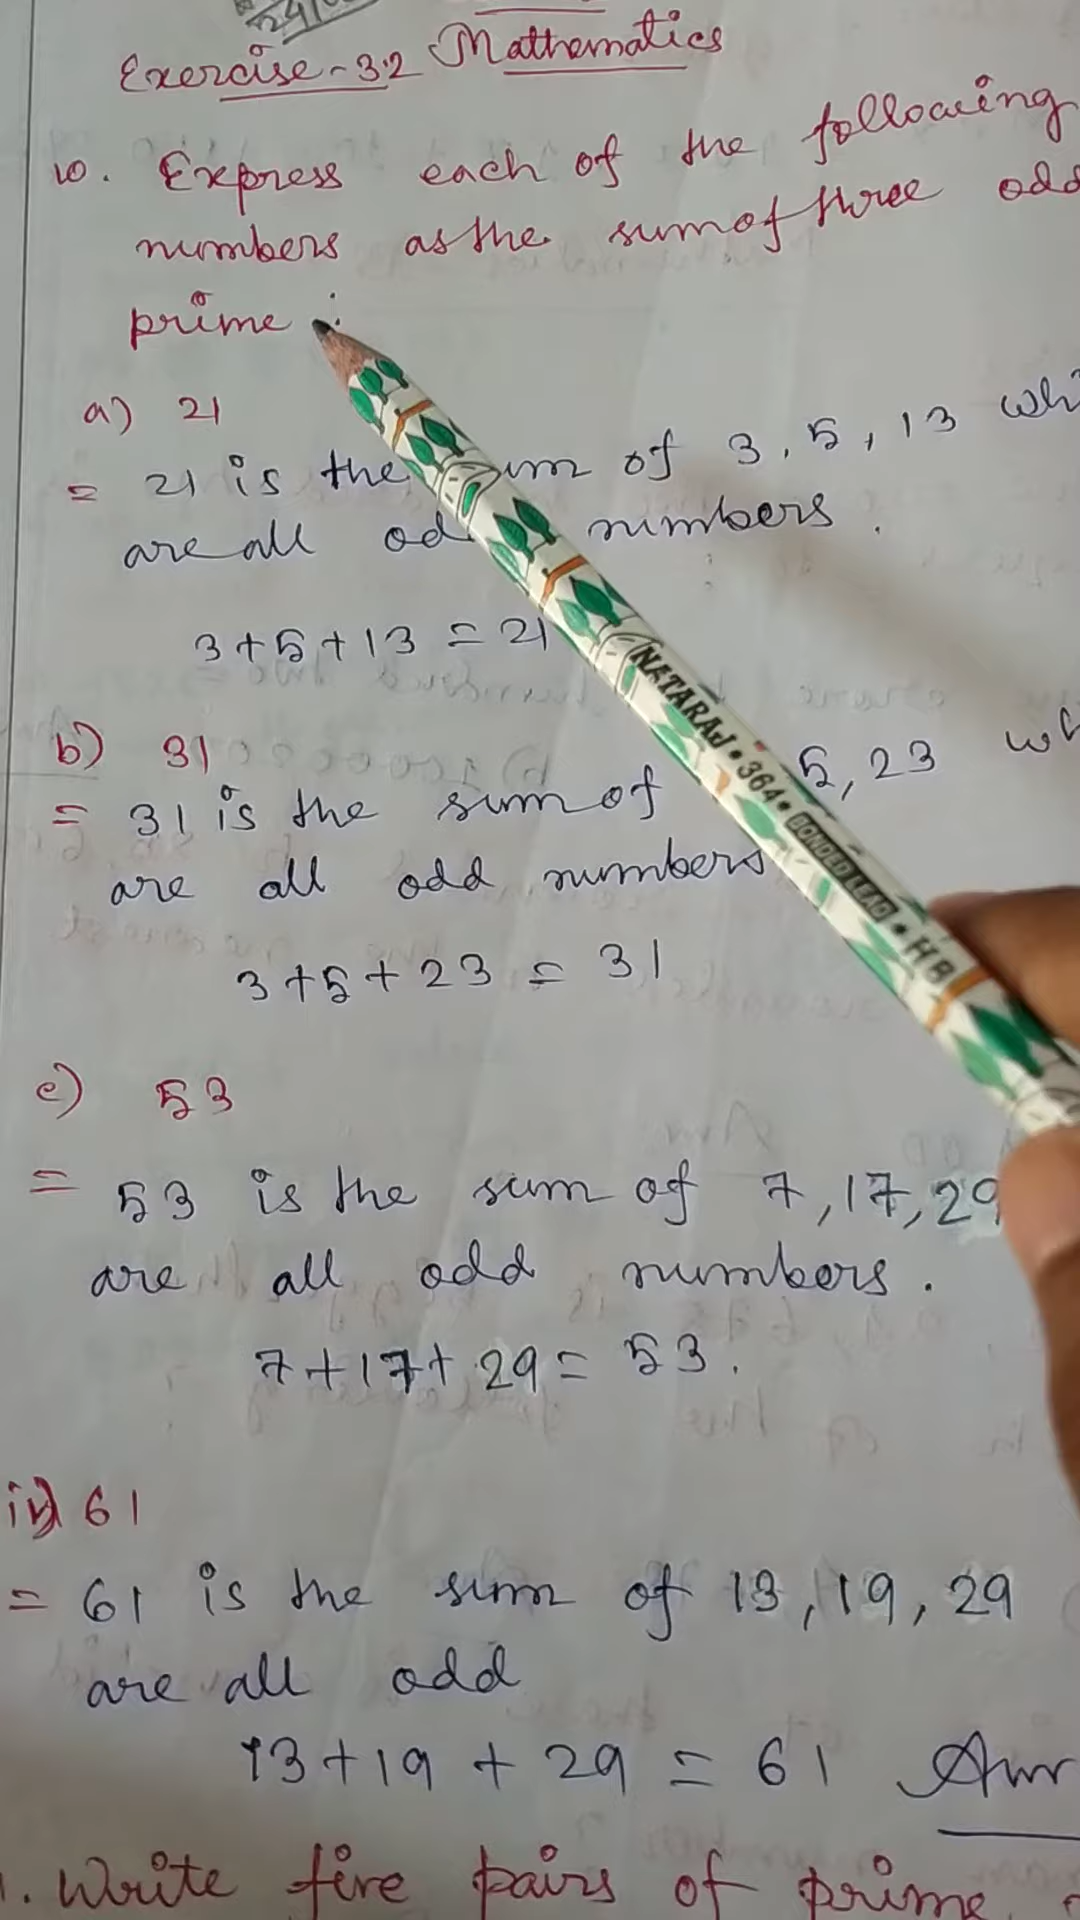 Exercise-3.2 Mathematics
10. Express each of the following
numbers as the sum of three odd
prime :
a) 21
= 21 is the sum of 3, 5, 13
are all odd numbers.
3+5+13 = 21
b) 31
= 31 is the sum of 5, 23
are all odd numbers
3+5+23 = 31
c) 53
= 53 is the sum of 7, 17, 29
are all odd numbers.
7+17+29 = 53.
iv) 61
= 61 is the sum of 13, 19, 29
are all odd
13+19+29 = 61 Ans
. Write five pairs of prime
NATARAJ • 364 • BONDED LEAD • HB